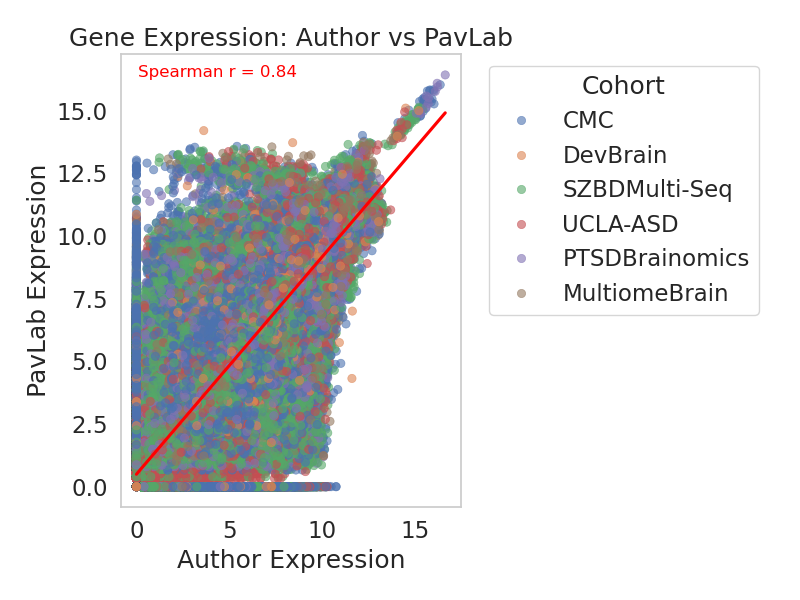 Gene Expression: Author vs PavLab
Spearman r = 0.84
PavLab Expression
15.0
12.5
10.0
7.5
5.0
2.5
0.0
0 5 10 15
Author Expression
Cohort
CMC
DevBrain
SZBDMulti-Seq
UCLA-ASD
PTSDBrainomics
MultiomeBrain